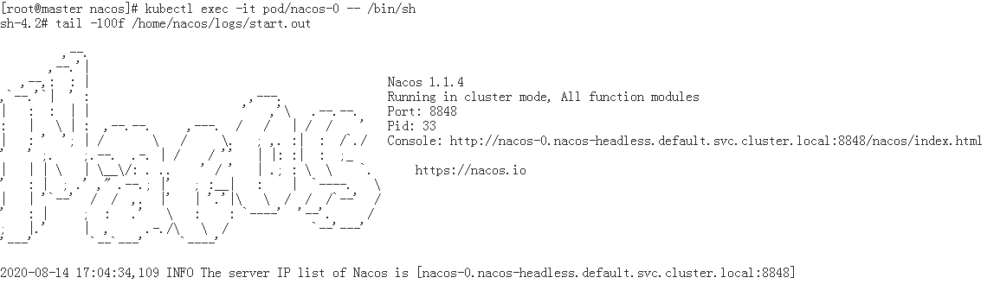 [root@master nacos]# kubectl exec -it pod/nacos-0 -- /bin/sh
sh-4.2# tail -100f /home/nacos/logs/start.out
Nacos 1.1.4
Running in cluster mode, All function modules
Port: 8848
Pid: 33
Console: http://nacos-0.nacos-headless.default.svc.cluster.local:8848/nacos/index.html
https://nacos.io
2020-08-14 17:04:34,109 INFO The server IP list of Nacos is [nacos-0.nacos-headless.default.svc.cluster.local:8848]